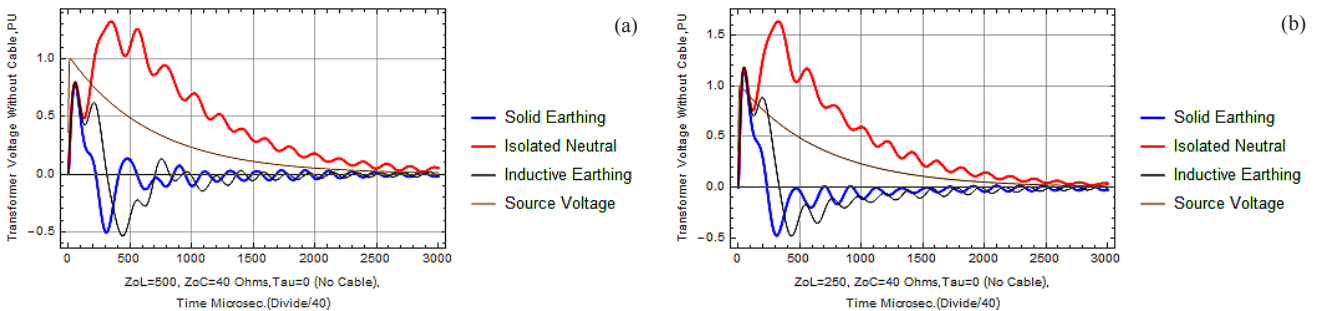 (a)
Transformer Voltage Without Cable,PU
1.0
0.5
0.0
−0.5
0 500 1000 1500 2000 2500 3000
ZoL=500, ZoC=40 Ohms,Tau=0 (No Cable),
Time Microsec.(Divide/40)
Solid Earthing
Isolated Neutral
Inductive Earthing
Source Voltage
(b)
Transformer Voltage Without Cable,PU
1.5
1.0
0.5
0.0
−0.5
0 500 1000 1500 2000 2500 3000
ZoL=250, ZoC=40 Ohms,Tau=0 (No Cable),
Time Microsec.(Divide/40)
Solid Earthing
Isolated Neutral
Inductive Earthing
Source Voltage